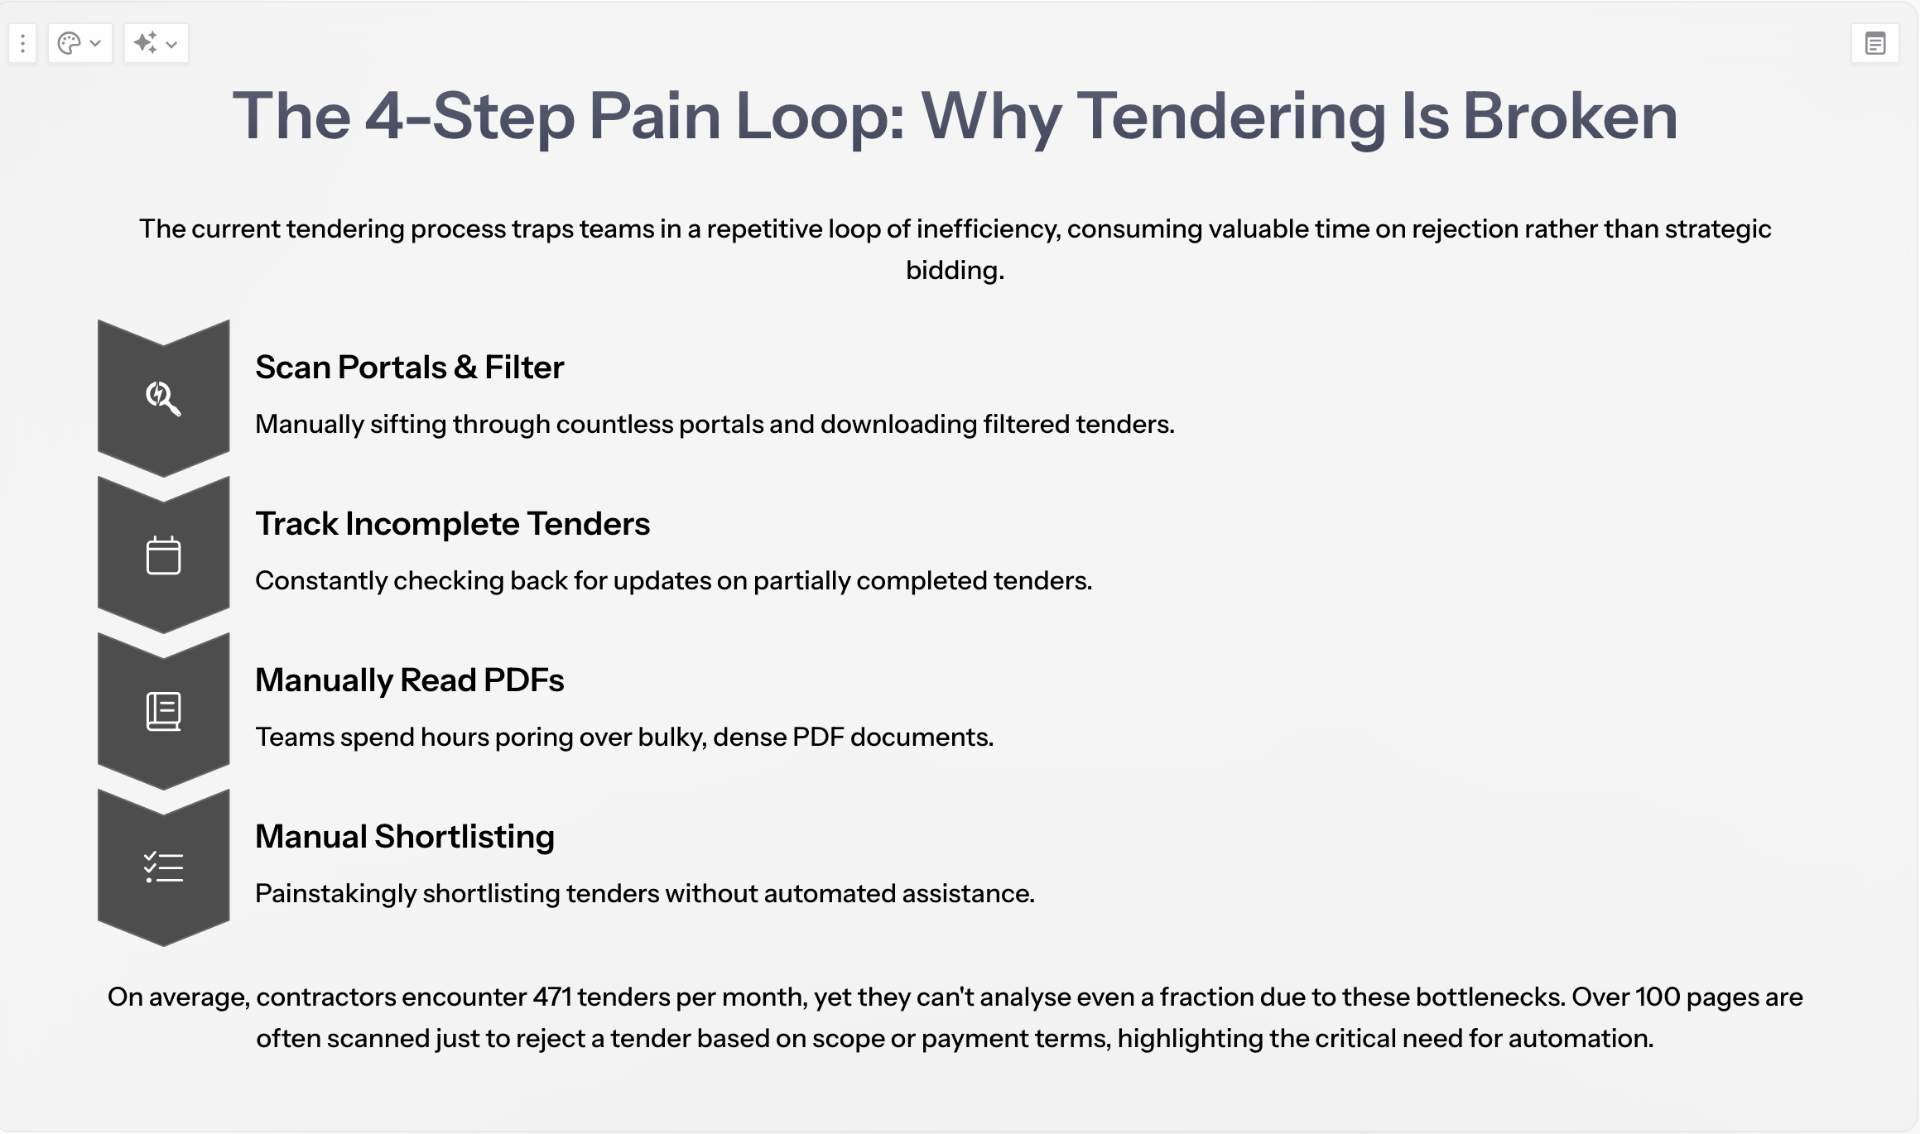 The 4-Step Pain Loop: Why Tendering Is Broken
The current tendering process traps teams in a repetitive loop of inefficiency, consuming valuable time on rejection rather than strategic
bidding.
Scan Portals & Filter
Manually sifting through countless portals and downloading filtered tenders.
Track Incomplete Tenders
Constantly checking back for updates on partially completed tenders.
Manually Read PDFs
Teams spend hours poring over bulky, dense PDF documents.
Manual Shortlisting
Painstakingly shortlisting tenders without automated assistance.
On average, contractors encounter 471 tenders per month, yet they can't analyse even a fraction due to these bottlenecks. Over 100 pages are
often scanned just to reject a tender based on scope or payment terms, highlighting the critical need for automation.